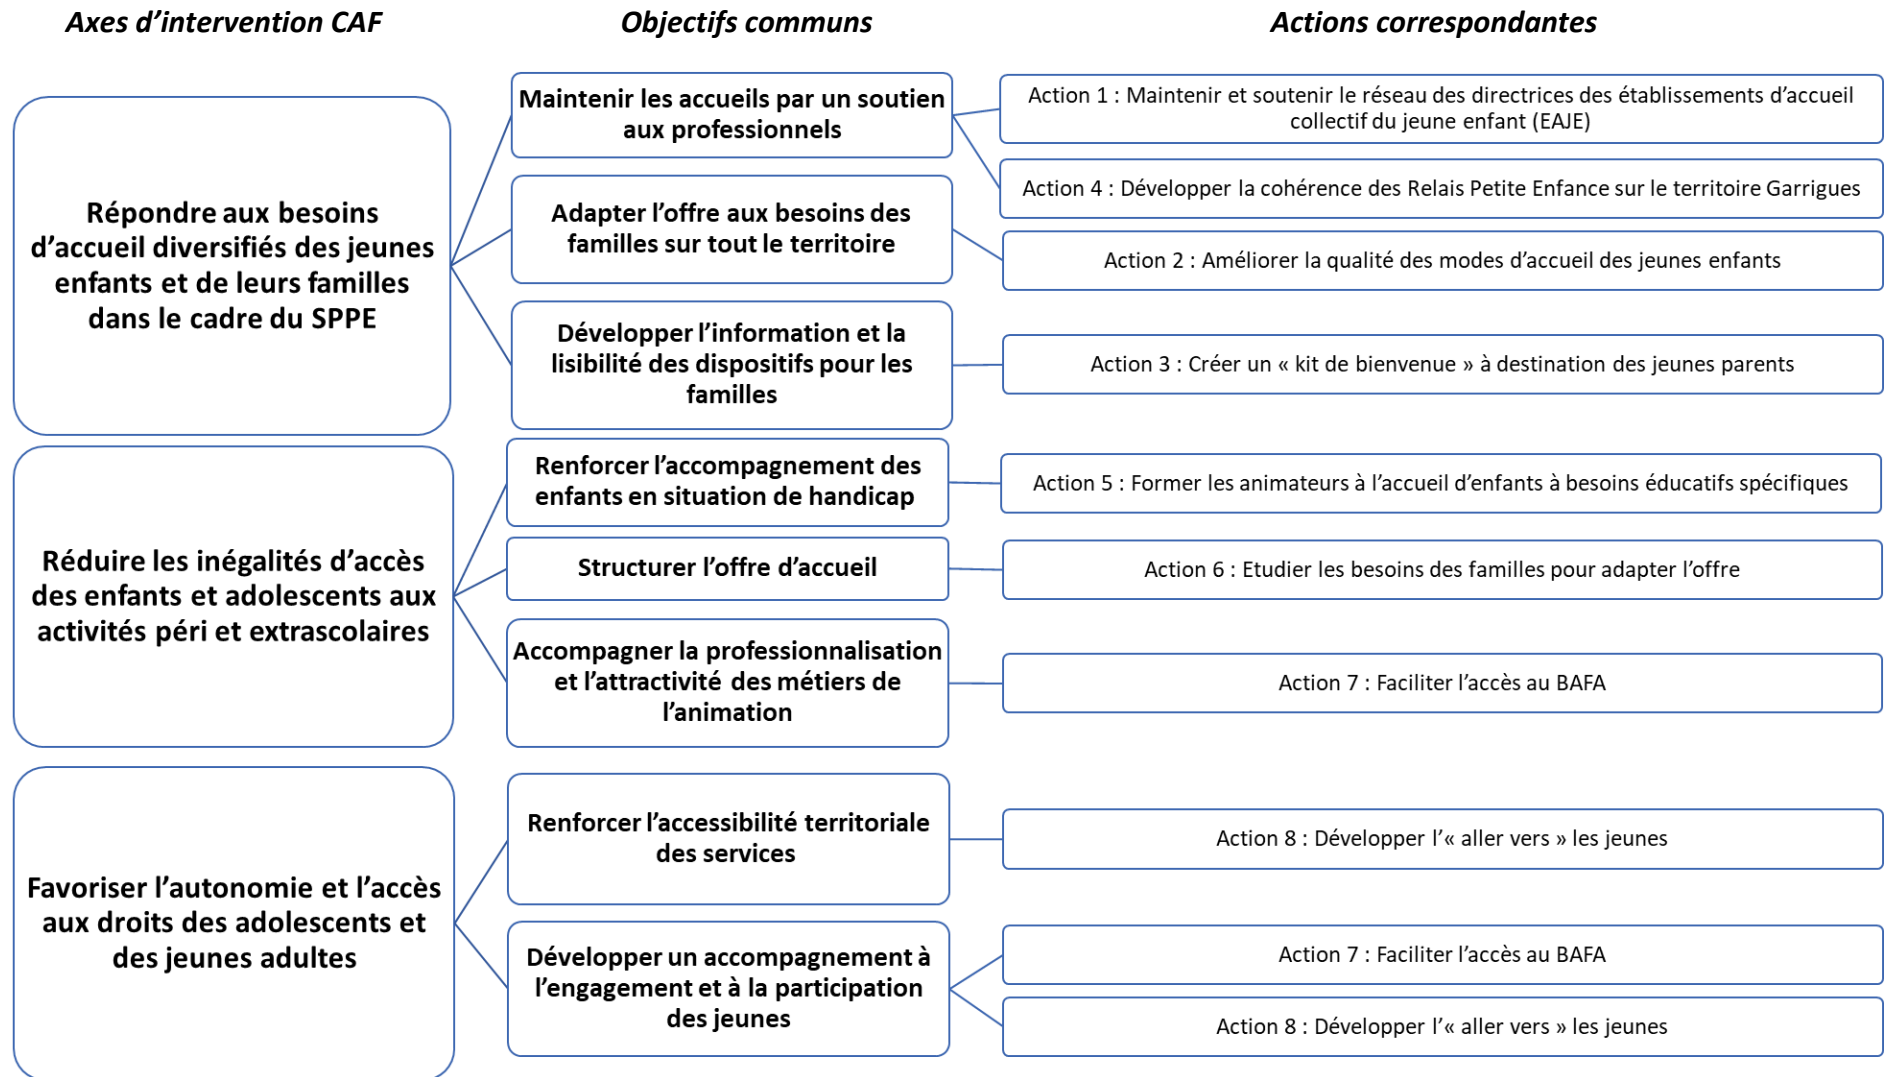 Axes d’intervention CAF
Objectifs communs
Actions correspondantes
Répondre aux besoins
d’accueil diversifiés des jeunes
enfants et de leurs familles
dans le cadre du SPPE
Maintenir les accueils par un soutien
aux professionnels
Action 1 : Maintenir et soutenir le réseau des directrices des établissements d’accueil
collectif du jeune enfant (EAJE)
Action 4 : Développer la cohérence des Relais Petite Enfance sur le territoire Garrigues
Adapter l’offre aux besoins des
familles sur tout le territoire
Action 2 : Améliorer la qualité des modes d’accueil des jeunes enfants
Développer l’information et la
lisibilité des dispositifs pour les
familles
Action 3 : Créer un « kit de bienvenue » à destination des jeunes parents
Réduire les inégalités d’accès
des enfants et adolescents aux
activités péri et extrascolaires
Renforcer l’accompagnement des
enfants en situation de handicap
Action 5 : Former les animateurs à l’accueil d’enfants à besoins éducatifs spécifiques
Structurer l’offre d’accueil
Action 6 : Etudier les besoins des familles pour adapter l’offre
Accompagner la professionnalisation
et l’attractivité des métiers de
l’animation
Action 7 : Faciliter l’accès au BAFA
Favoriser l’autonomie et l’accès
aux droits des adolescents et
des jeunes adultes
Renforcer l’accessibilité territoriale
des services
Action 8 : Développer l’« aller vers » les jeunes
Développer un accompagnement à
l’engagement et à la participation
des jeunes
Action 7 : Faciliter l’accès au BAFA
Action 8 : Développer l’« aller vers » les jeunes